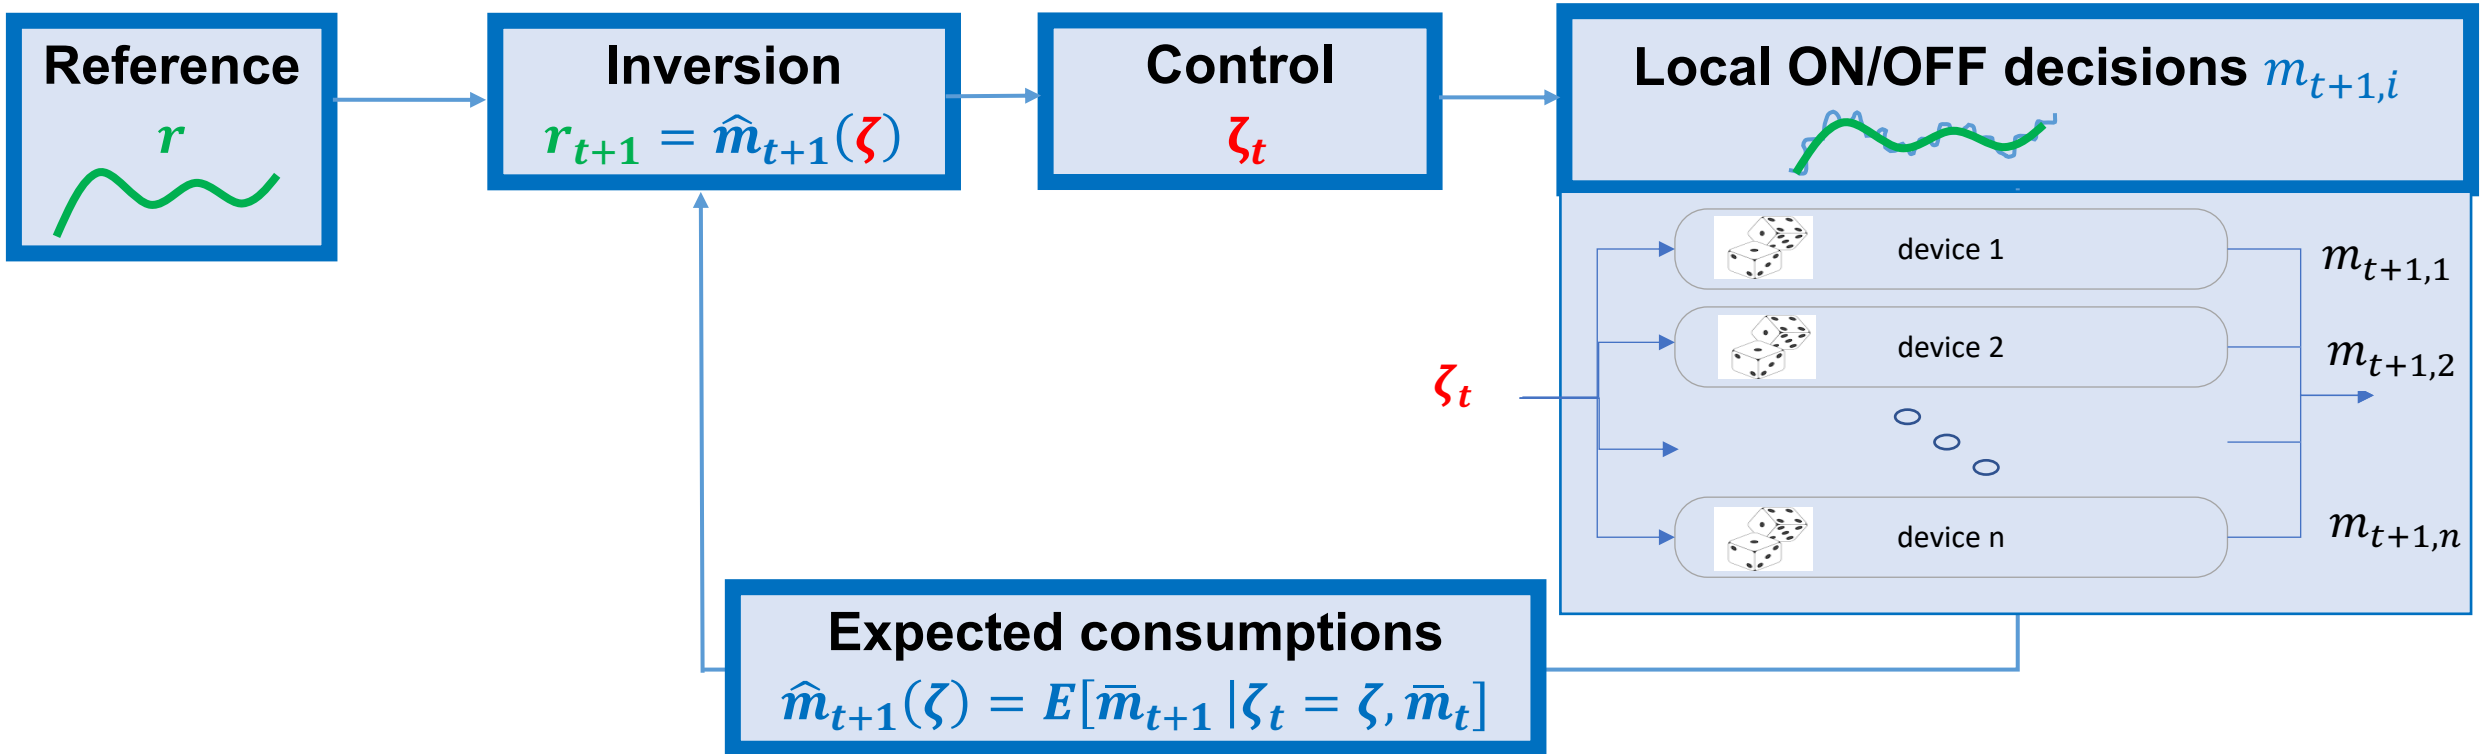 Reference
r
Inversion
r_{t+1} = m̂_{t+1}(ζ)
Control
ζ_t
Local ON/OFF decisions m_{t+1,i}
device 1
m_{t+1,1}
device 2
m_{t+1,2}
ζ_t
device n
m_{t+1,n}
Expected consumptions
m̂_{t+1}(ζ) = E[m̅_{t+1} |ζ_t = ζ, m̅_t]